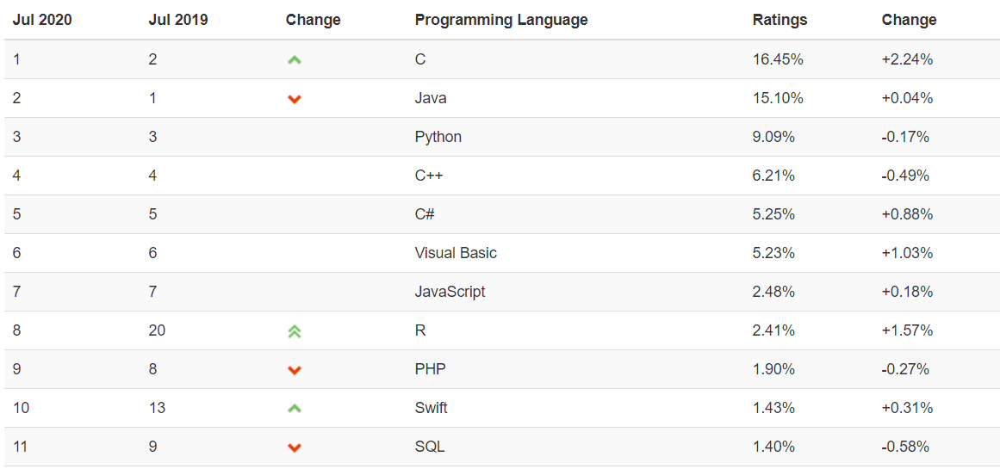 Jul 2020 Jul 2019 Change Programming Language Ratings Change
1 2 C 16.45% +2.24%
2 1 Java 15.10% +0.04%
3 3 Python 9.09% -0.17%
4 4 C++ 6.21% -0.49%
5 5 C# 5.25% +0.88%
6 6 Visual Basic 5.23% +1.03%
7 7 JavaScript 2.48% +0.18%
8 20 R 2.41% +1.57%
9 8 PHP 1.90% -0.27%
10 13 Swift 1.43% +0.31%
11 9 SQL 1.40% -0.58%